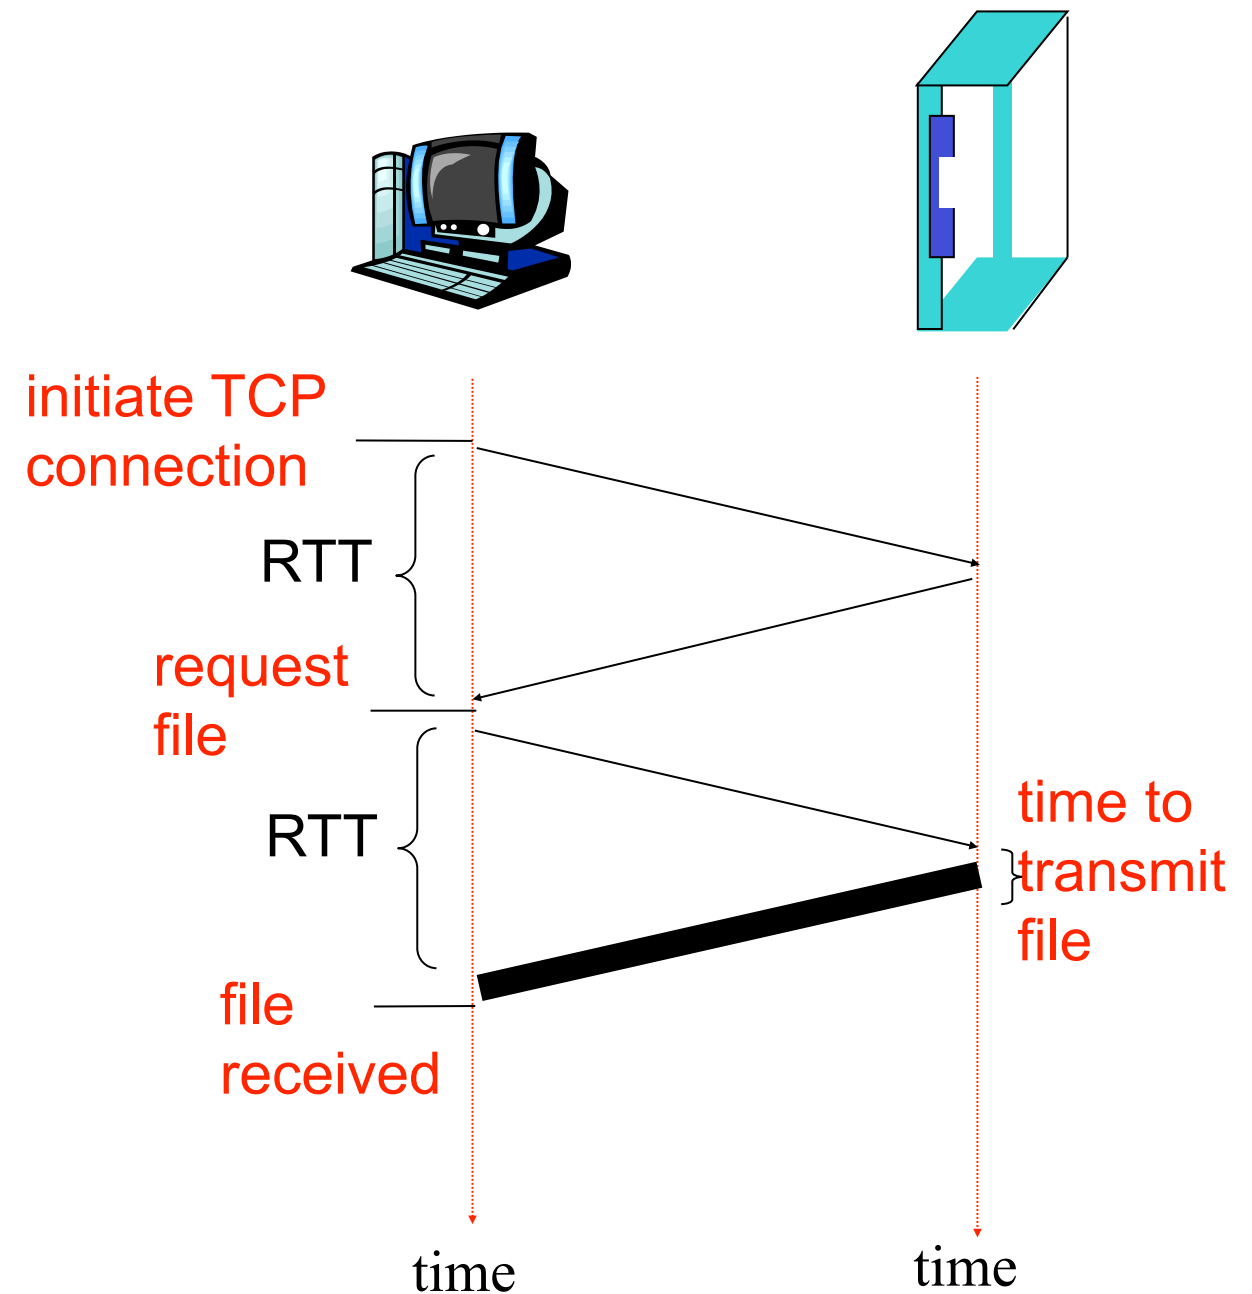 initiate TCP
connection
RTT
request
file
RTT
time to
transmit
file
file
received
time
time